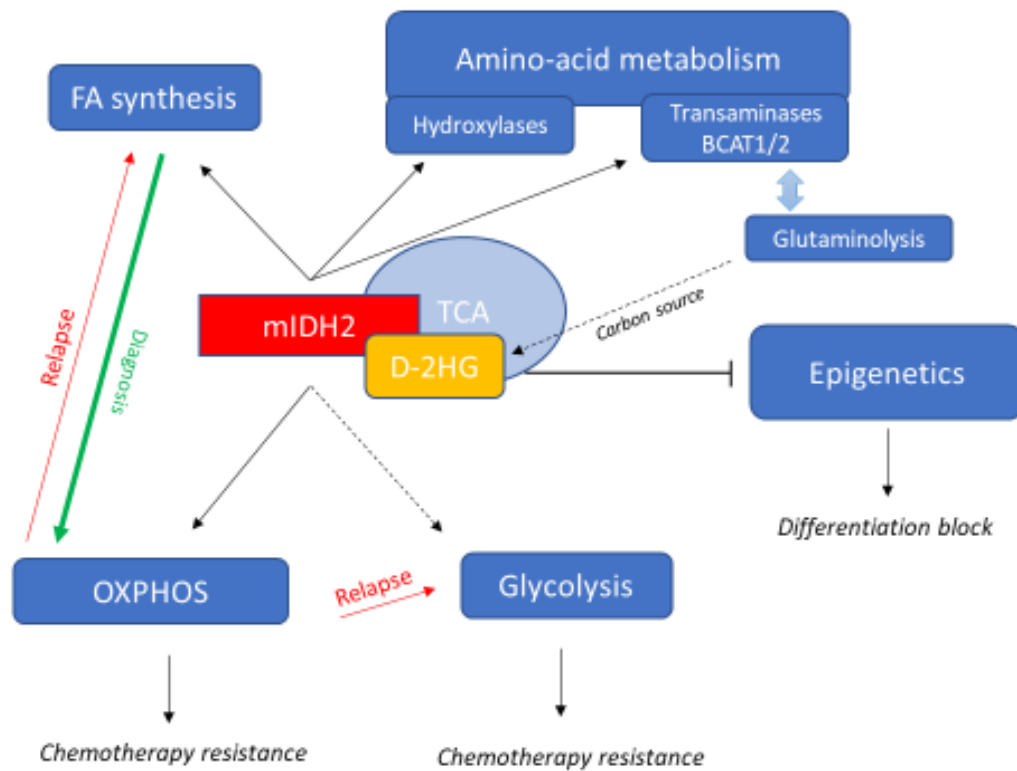 Amino-acid metabolism
FA synthesis
Hydroxylases
Transaminases
BCAT1/2
Glutaminolysis
Relapse
Diagnosis
mIDH2
TCA
Carbon source
D-2HG
Epigenetics
Differentiation block
OXPHOS
Relapse
Glycolysis
Chemotherapy resistance
Chemotherapy resistance